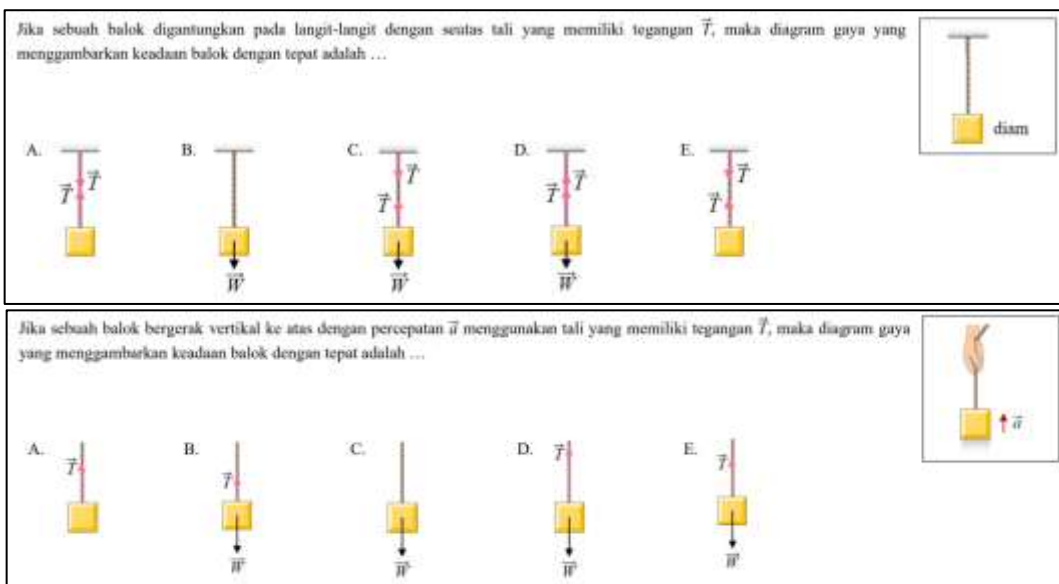 Jika sebuah balok digantungkan pada langit-langit dengan seutas tali yang memiliki tegangan T⃗, maka diagram gaya yang
menggambarkan keadaan balok dengan tepat adalah …
diam
A. B. C. D. E.
T⃗ T⃗ T⃗ T⃗ T⃗ T⃗ T⃗ T⃗
W⃗ W⃗ W⃗
Jika sebuah balok bergerak vertikal ke atas dengan percepatan a⃗ menggunakan tali yang memiliki tegangan T⃗, maka diagram gaya
yang menggambarkan keadaan balok dengan tepat adalah …
a⃗
A. B. C. D. E.
T⃗ T⃗ T⃗ T⃗
W⃗ W⃗ W⃗ W⃗